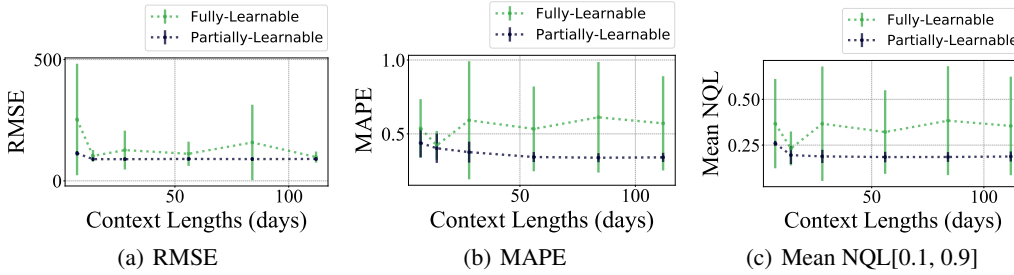 Fully-Learnable
Partially-Learnable
500
0
RMSE
50
100
Context Lengths (days)
(a) RMSE
Fully-Learnable
Partially-Learnable
1.0
0.5
MAPE
50
100
Context Lengths (days)
(b) MAPE
Fully-Learnable
Partially-Learnable
0.50
0.25
Mean NQL
50
100
Context Lengths (days)
(c) Mean NQL[0.1, 0.9]